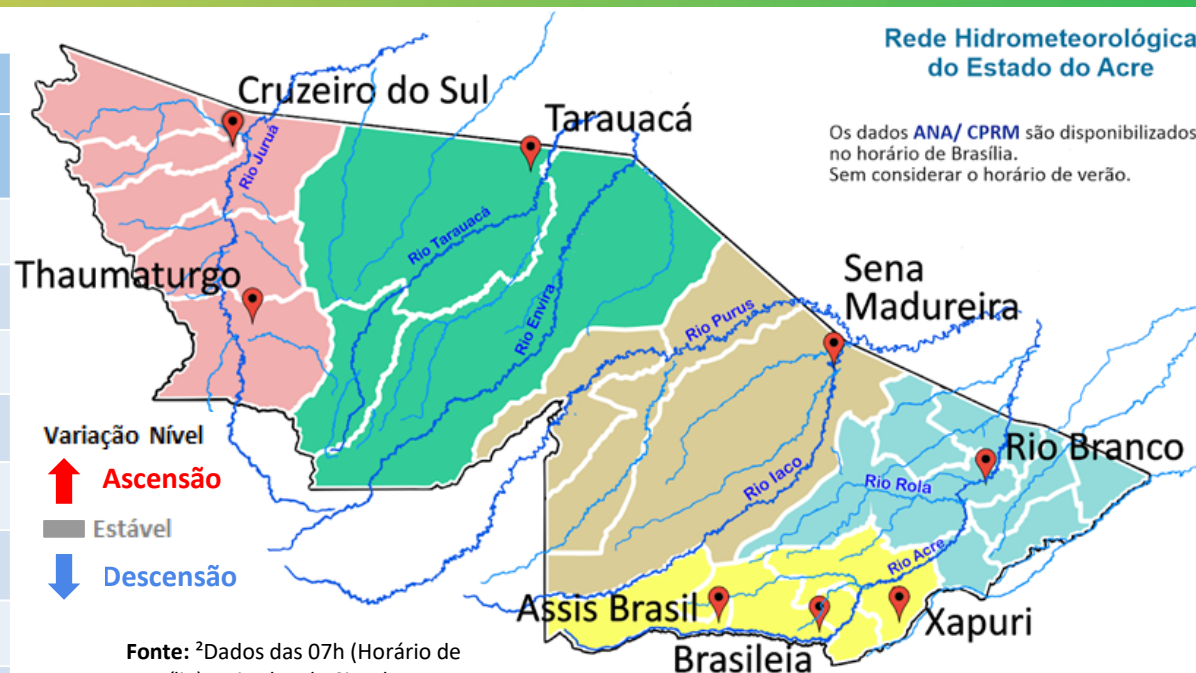 Rede Hidrometeorológica
do Estado do Acre
Os dados ANA/ CPRM são disponibilizados
no horário de Brasília.
Sem considerar o horário de verão.
Cruzeiro do Sul
Tarauacá
Rio Juruá
Rio Tarauacá
Thaumaturgo
Rio Envira
Sena
Madureira
Rio Purus
Variação Nível
Ascensão
Estável
Descensão
Rio Branco
Rio Iaco
Rio Rola
Rio Acre
Assis Brasil
Xapuri
Brasileia
Fonte: ²Dados das 07h (Horário de